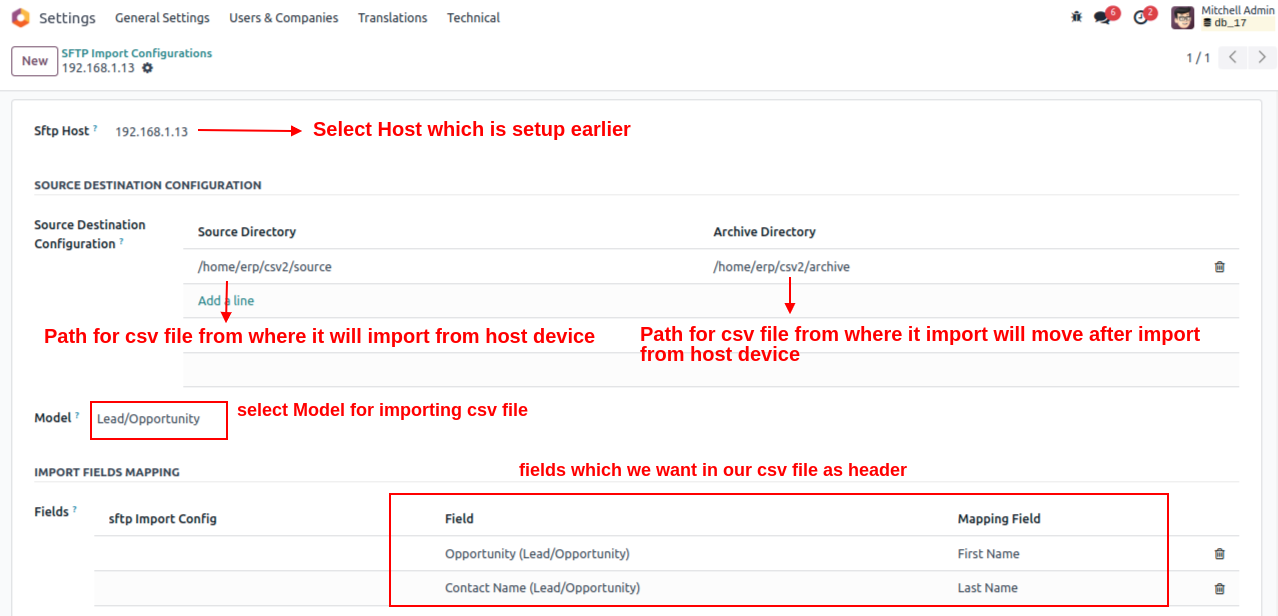 Settings General Settings Users & Companies Translations Technical 6 2 Mitchell Admin
db_17
New SFTP Import Configurations
192.168.1.13 1 / 1
Sftp Host ? 192.168.1.13 Select Host which is setup earlier
SOURCE DESTINATION CONFIGURATION
Source Destination
Configuration ? Source Directory Archive Directory
/home/erp/csv2/source /home/erp/csv2/archive
Add a line
Path for csv file from where it will import from host device
Path for csv file from where it import will move after import
from host device
Model ? Lead/Opportunity select Model for importing csv file
IMPORT FIELDS MAPPING fields which we want in our csv file as header
Fields ? sftp Import Config Field Mapping Field
Opportunity (Lead/Opportunity) First Name
Contact Name (Lead/Opportunity) Last Name